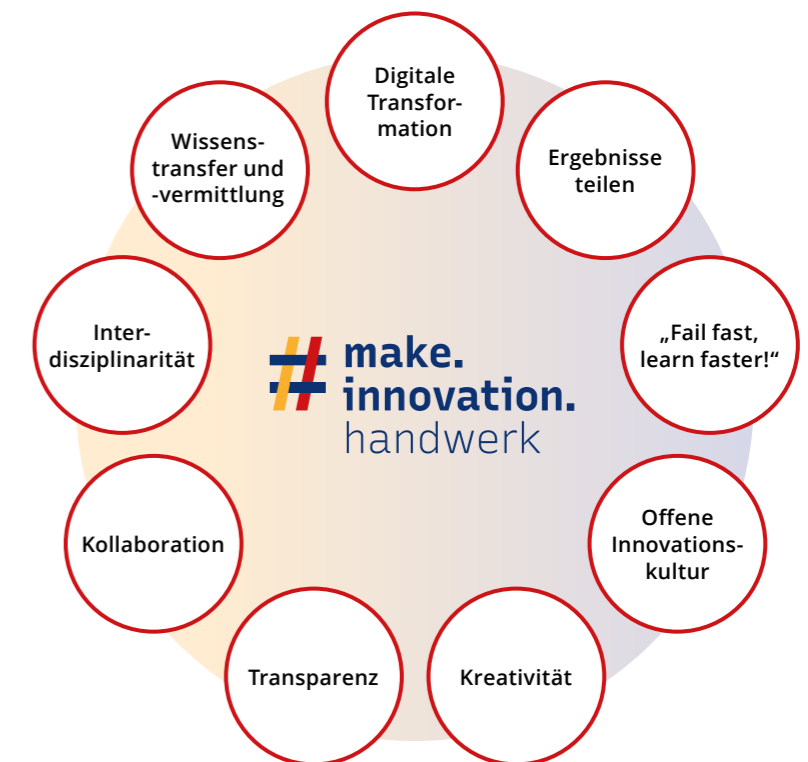 Digitale
Transfor-
mation
Ergebnisse
teilen
„Fail fast,
learn faster!“
Offene
Innovations-
kultur
Kreativität
Transparenz
Kollaboration
Inter-
disziplinarität
Wissens-
transfer und
-vermittlung
# make.
innovation.
handwerk